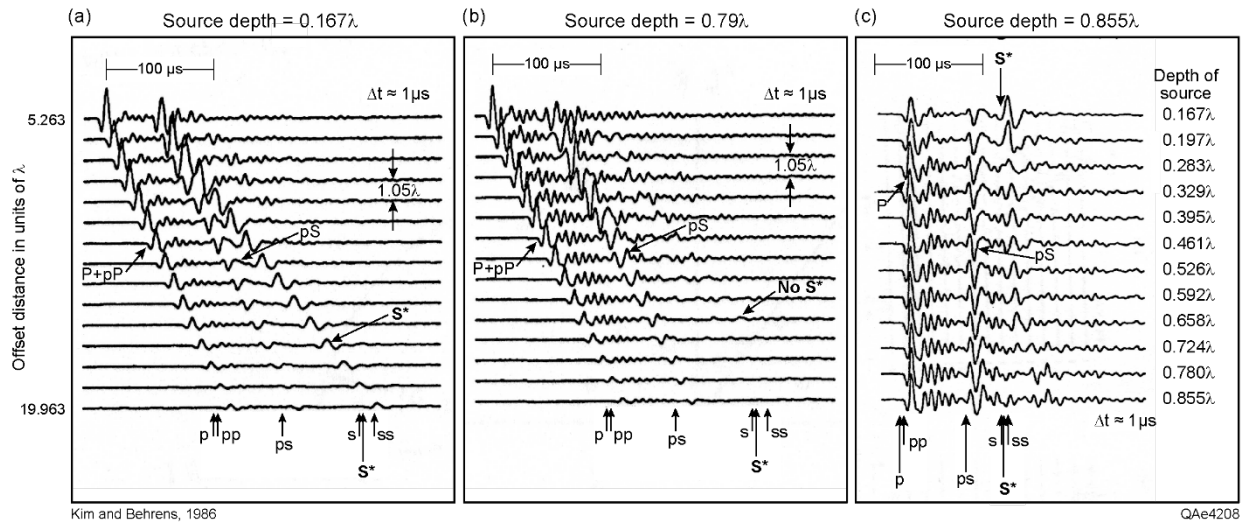 (a) Source depth = 0.167λ
100 µs
Δt ≈ 1µs
5.263
1.05λ
pS
P+pP
S*
Offset distance in units of λ
19.963
p pp ps s ss
S*
(b) Source depth = 0.79λ
100 µs
Δt ≈ 1µs
1.05λ
pS
P+pP
No S*
p pp ps s ss
S*
(c) Source depth = 0.855λ
100 µs
S*
Depth of
source
0.167λ
0.197λ
0.283λ
0.329λ
P
0.395λ
0.461λ
pS
0.526λ
0.592λ
0.658λ
0.724λ
0.780λ
0.855λ
Δt ≈ 1µs
pp s ss
p ps
S*
Kim and Behrens, 1986
QAe4208